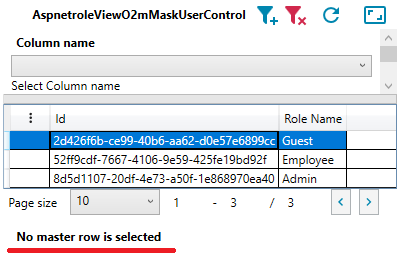 AspnetroleViewO2mMaskUserControl
Column name
Select Column name
Id Role Name
2d426f6b-ce99-40b6-aa62-d0e57e6899cc Guest
52ff9cdf-7667-4106-9e59-425fe19bd92f Employee
8d5d1107-20df-4e73-a50f-1e868970ea40 Admin
Page size 10 1 - 3 / 3
No master row is selected